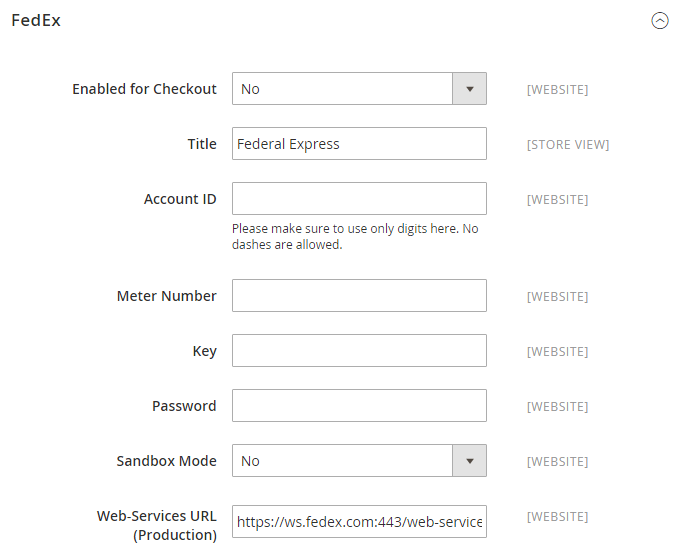 FedEx
Enabled for Checkout No [WEBSITE]
Title Federal Express [STORE VIEW]
Account ID [WEBSITE]
Please make sure to use only digits here. No
dashes are allowed.
Meter Number [WEBSITE]
Key [WEBSITE]
Password [WEBSITE]
Sandbox Mode No [WEBSITE]
Web-Services URL https://ws.fedex.com:443/web-service [WEBSITE]
(Production)